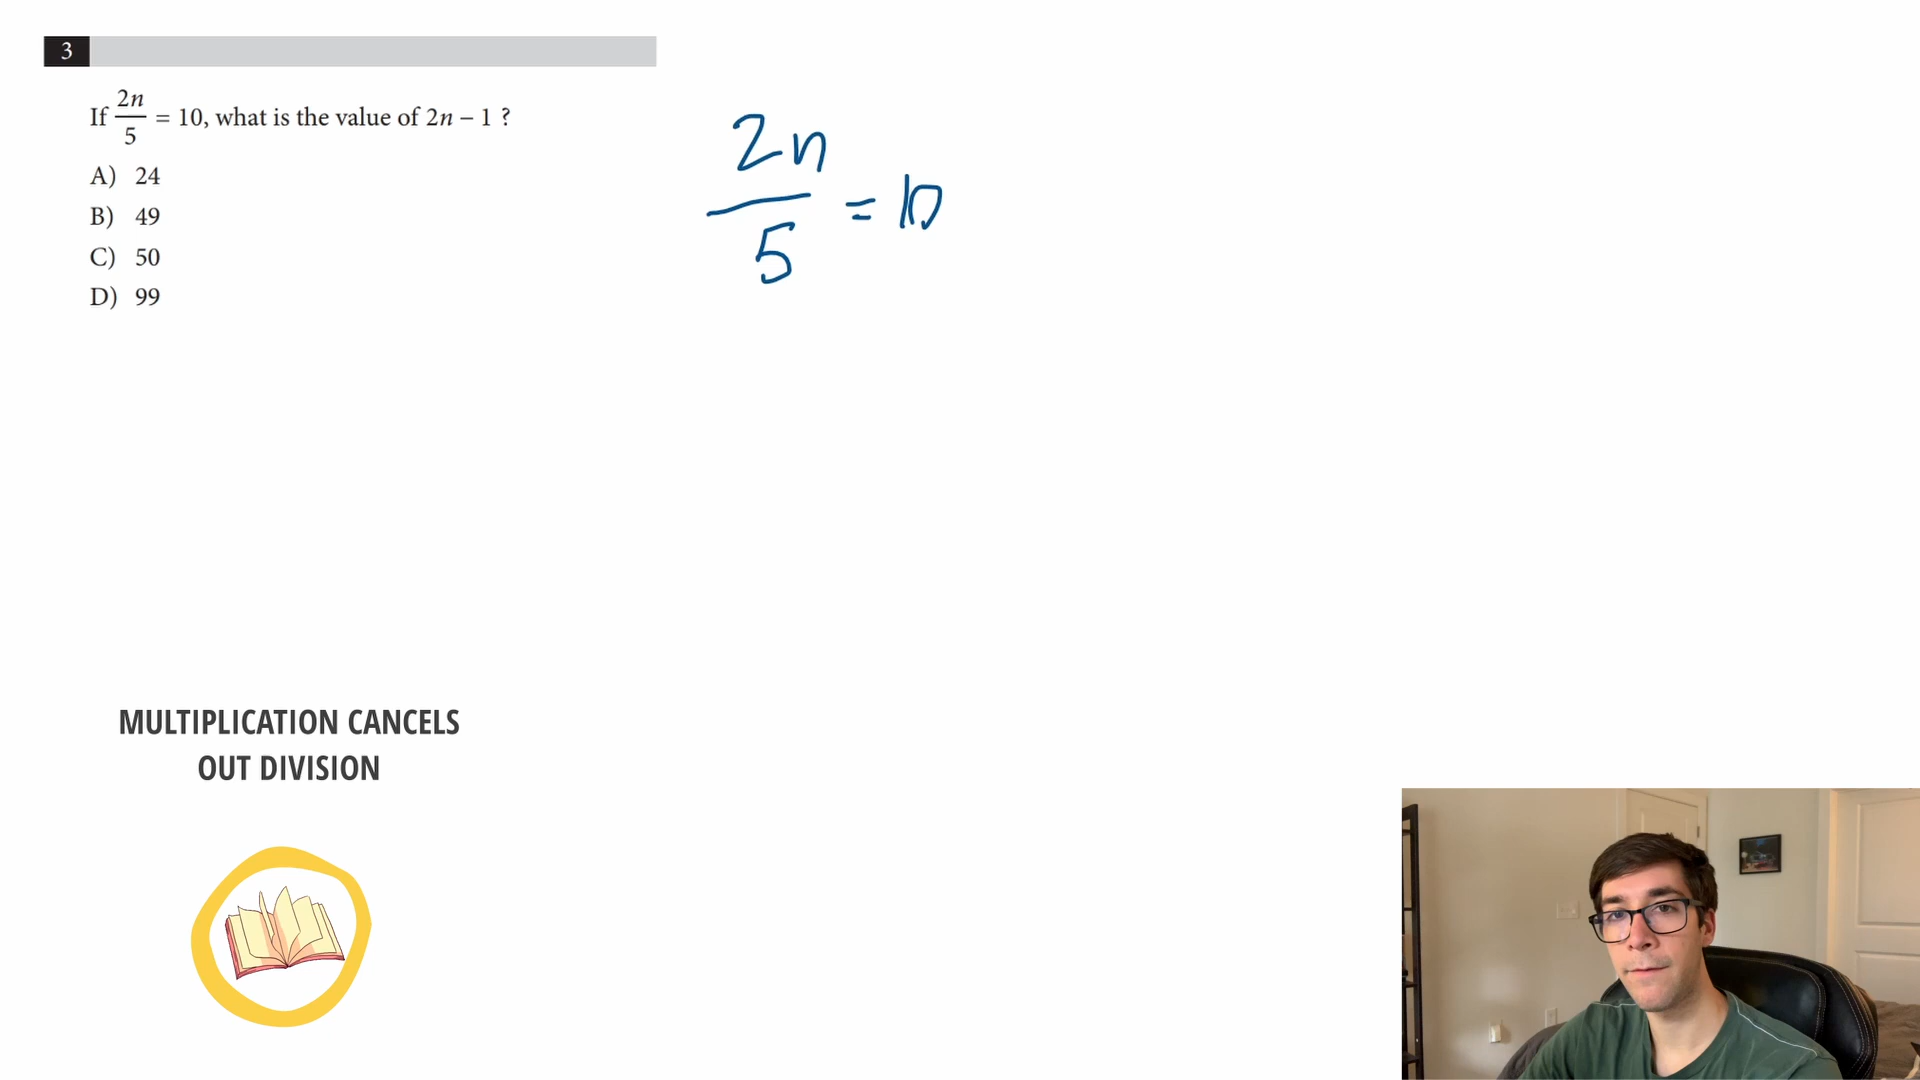 3
If 2n/5 = 10, what is the value of 2n − 1 ?
A) 24
B) 49
C) 50
D) 99
2n/5 = 10
MULTIPLICATION CANCELS
OUT DIVISION